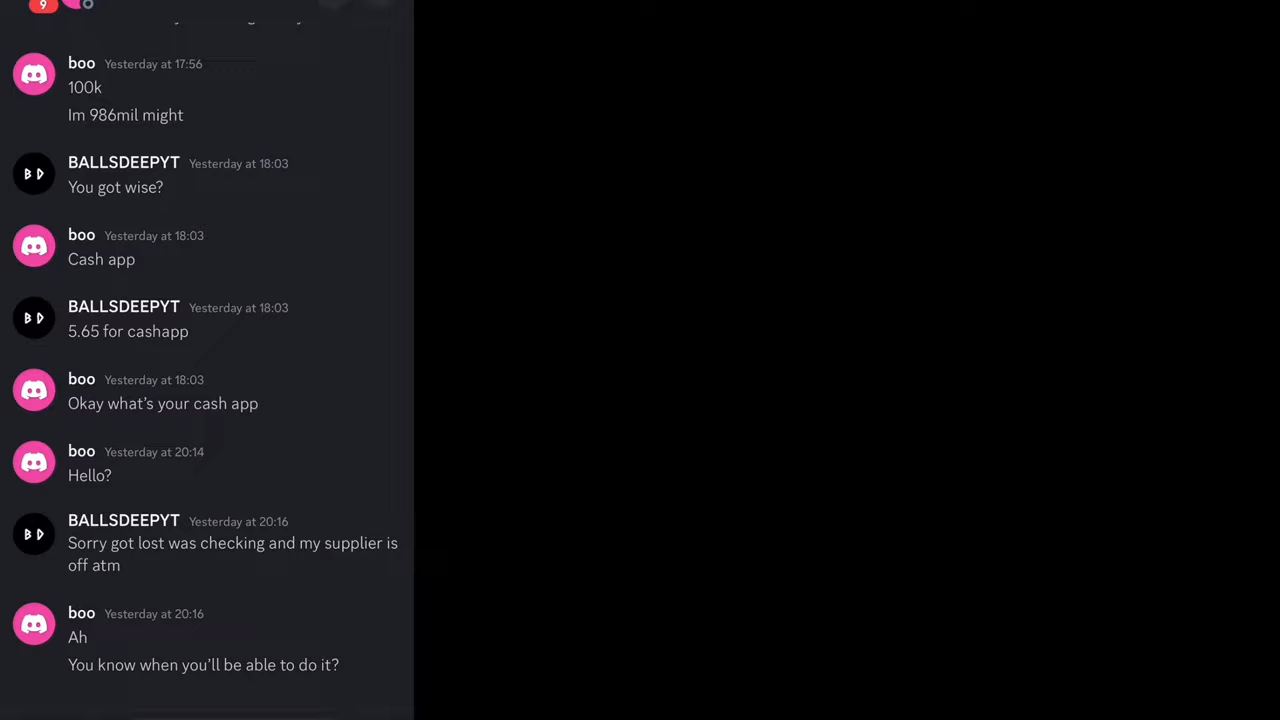 9
boo Yesterday at 17:56
100k
Im 986mil might
BALLSDEEPYT Yesterday at 18:03
You got wise?
boo Yesterday at 18:03
Cash app
BALLSDEEPYT Yesterday at 18:03
5.65 for cashapp
boo Yesterday at 18:03
Okay what's your cash app
boo Yesterday at 20:14
Hello?
BALLSDEEPYT Yesterday at 20:16
Sorry got lost was checking and my supplier is
off atm
boo Yesterday at 20:16
Ah
You know when you'll be able to do it?